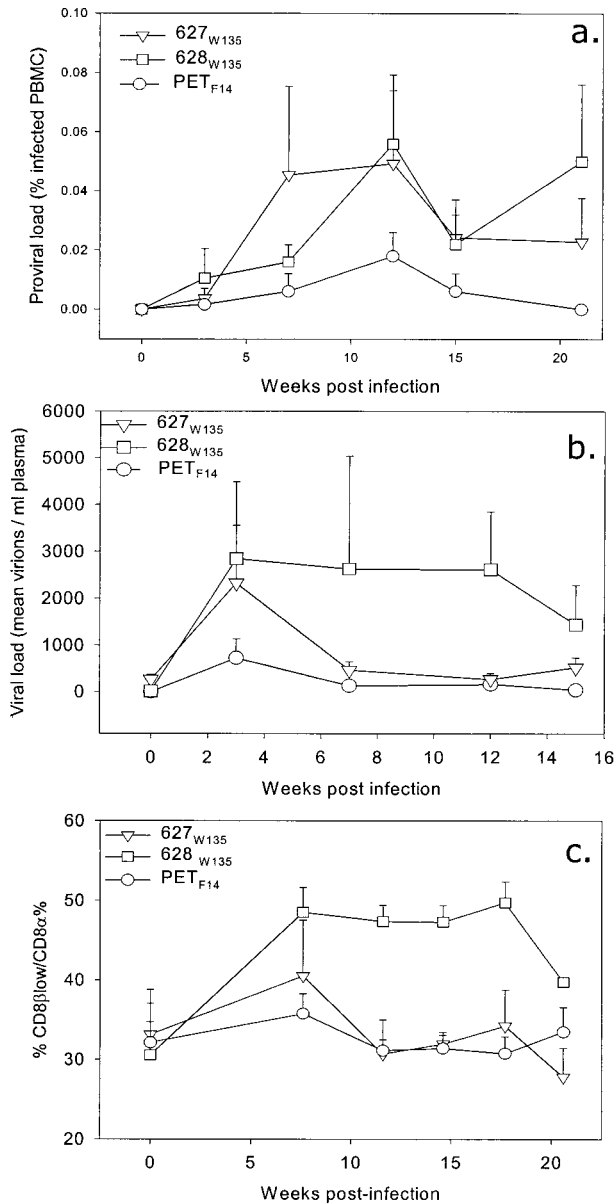 a.
627W135
628W135
PETF14
0.10
0.08
0.06
0.04
0.02
0.00
Proviral load (% infected PBMC)
0 5 10 15 20
Weeks post infection
b.
627W135
628W135
PETF14
6000
5000
4000
3000
2000
1000
0
Viral load (mean virions / ml plasma)
0 2 4 6 8 10 12 14 16
Weeks post infection
c.
627W135
628 W135
PETF14
60
50
40
30
20
% CD8βlow/CD8α%
0 5 10 15 20
Weeks post-infection